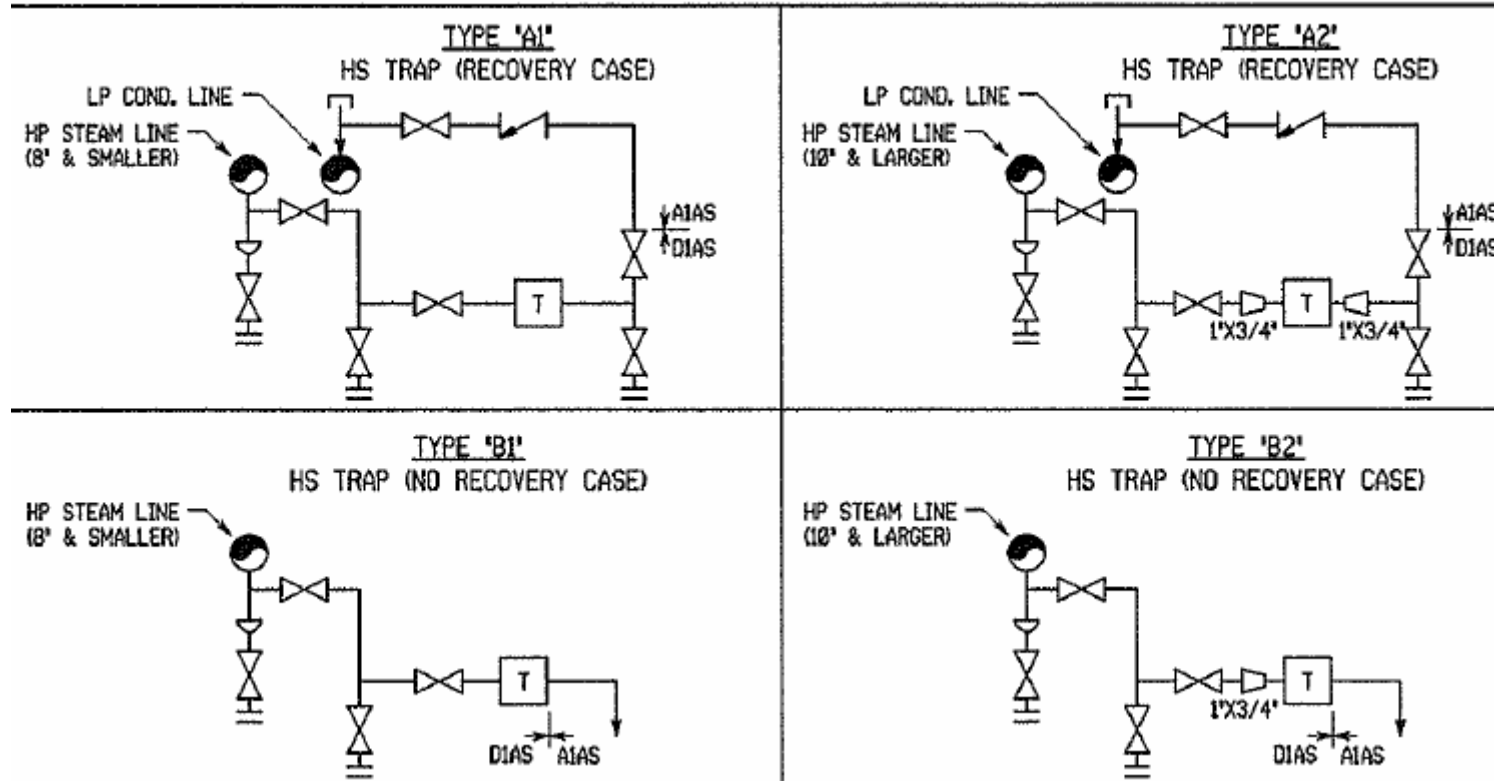 TYPE "A1"
HS TRAP (RECOVERY CASE)
LP COND. LINE
HP STEAM LINE
(8" & SMALLER)
A1AS
D1AS
T
TYPE "A2"
HS TRAP (RECOVERY CASE)
LP COND. LINE
HP STEAM LINE
(10" & LARGER)
A1AS
D1AS
T
1"X3/4"
1"X3/4"
TYPE "B1"
HS TRAP (NO RECOVERY CASE)
HP STEAM LINE
(8" & SMALLER)
T
D1AS
A1AS
TYPE "B2"
HS TRAP (NO RECOVERY CASE)
HP STEAM LINE
(10" & LARGER)
T
1"X3/4"
D1AS
A1AS